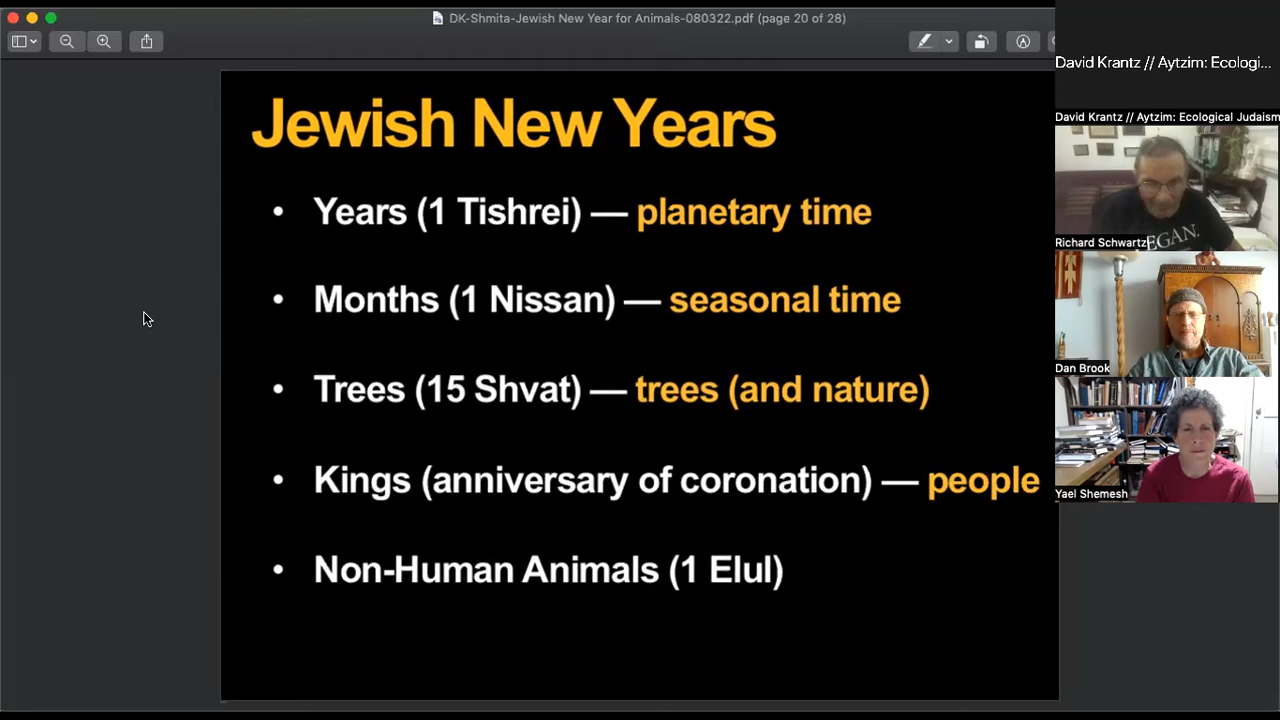 DK-Shmita-Jewish New Year for Animals-080322.pdf (page 20 of 28)
Jewish New Years
• Years (1 Tishrei) — planetary time
• Months (1 Nissan) — seasonal time
• Trees (15 Shvat) — trees (and nature)
• Kings (anniversary of coronation) — people
• Non-Human Animals (1 Elul)
David Krantz // Aytzim: Ecologi...
David Krantz // Aytzim: Ecological Judaism
EGAN.
Richard Schwartz
Dan Brook
Yael Shemesh